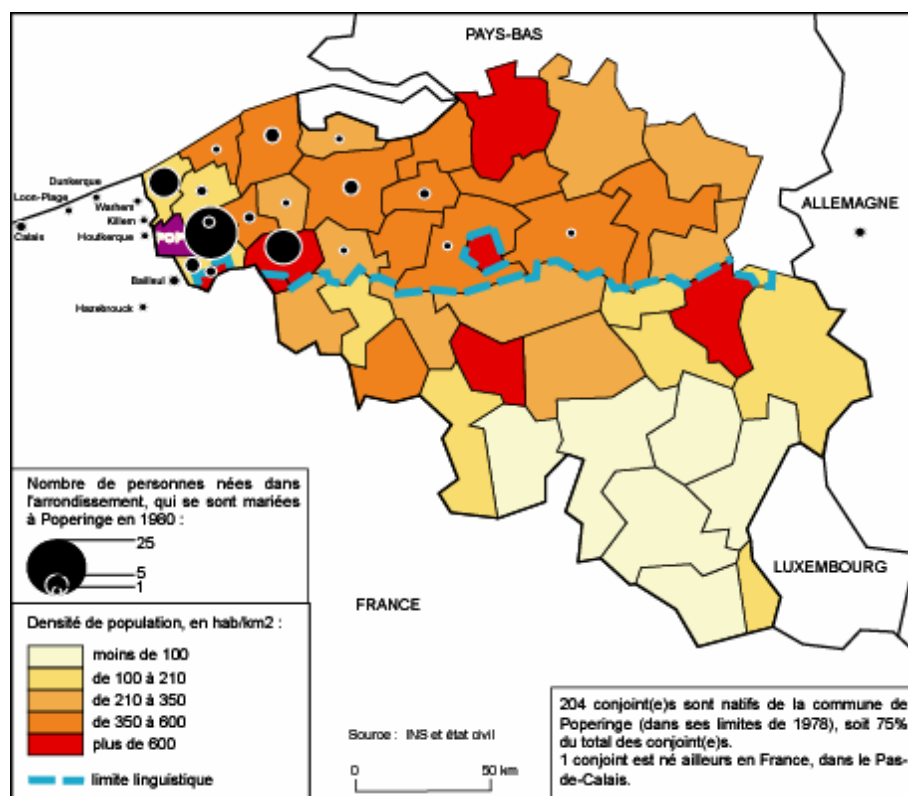 PAYS-BAS
Dunkerque
Loon-Plage
Warhem
ALLEMAGNE
Killem
Calais
Houtkerque
POP
Bailleul
Hazebrouck
Nombre de personnes nées dans
l'arrondissement, qui se sont mariées
à Poperinge en 1980 :
25
5
1
LUXEMBOURG
FRANCE
Densité de population, en hab/km2 :
moins de 100
de 100 à 210
de 210 à 350
de 350 à 600
plus de 600
limite linguistique
Source : INS et état civil
0 50 km
204 conjoint(e)s sont natifs de la commune de
Poperinge (dans ses limites de 1978), soit 75%
du total des conjoint(e)s.
1 conjoint est né ailleurs en France, dans le Pas-
de-Calais.